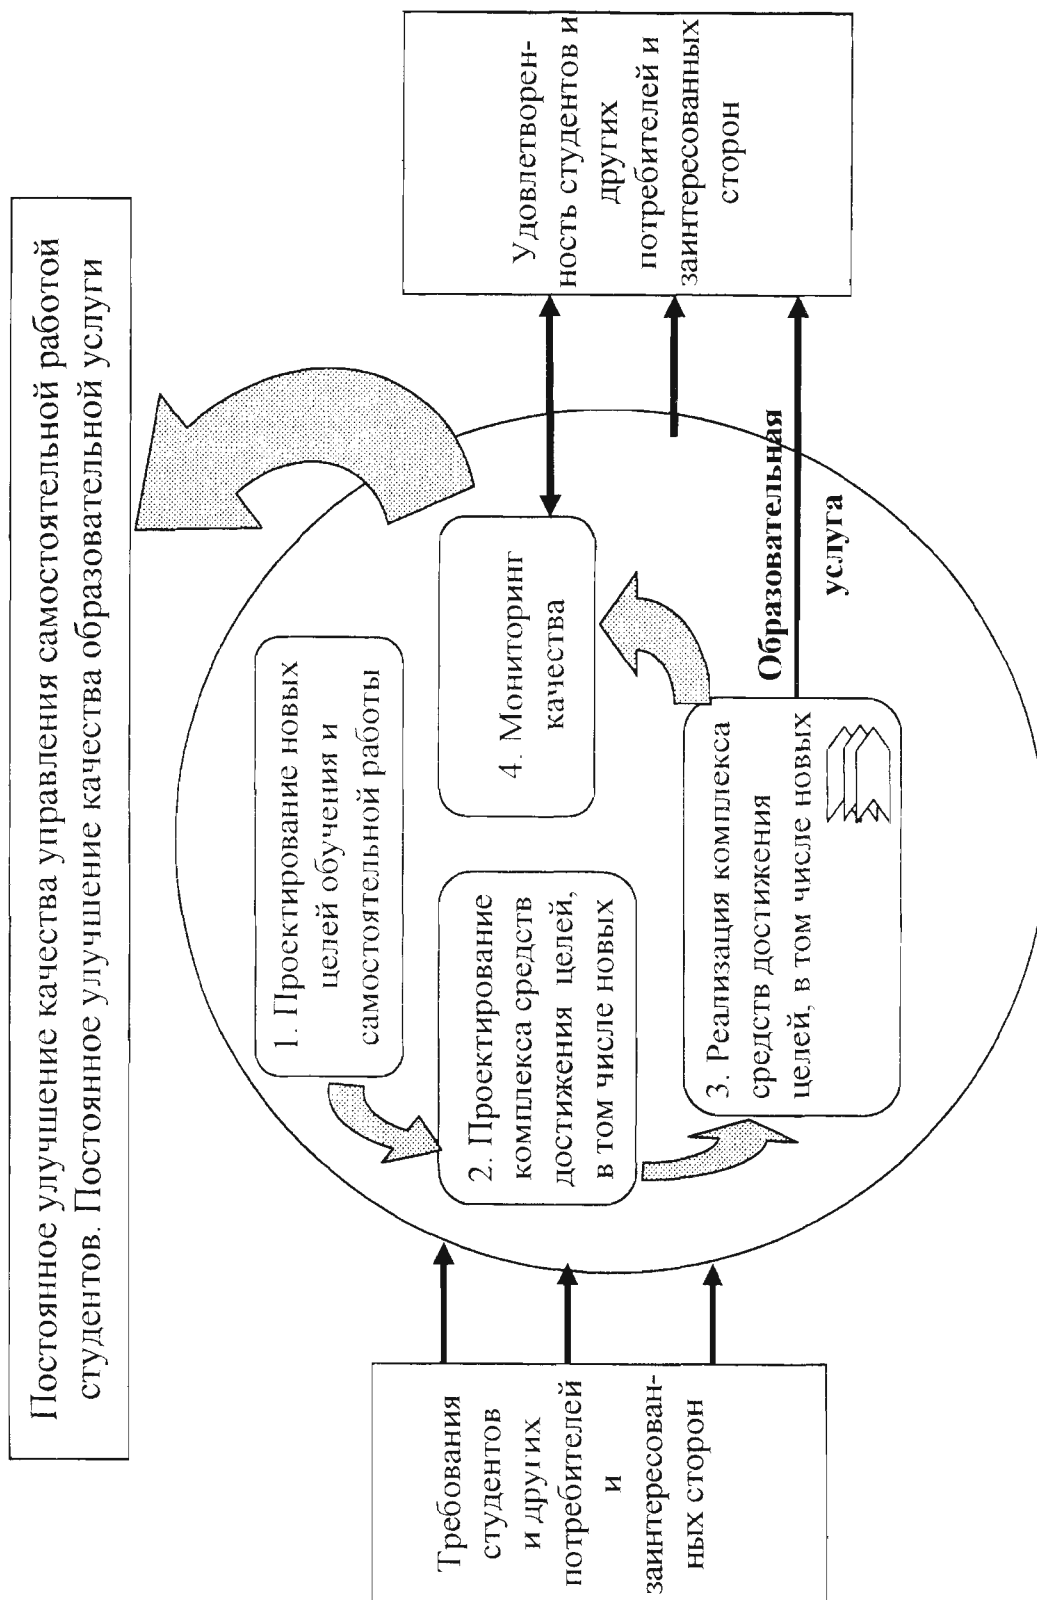 Постоянное улучшение качества управления самостоятельной работой
студентов. Постоянное улучшение качества образовательной услуги
Требования
студентов
и других
потребителей
и
заинтересован-
ных сторон
1. Проектирование новых
целей обучения и
самостоятельной работы
2. Проектирование
комплекса средств
достижения целей,
в том числе новых
3. Реализация комплекса
средств достижения
целей, в том числе новых
4. Мониторинг
качества
Образовательная
услуга
Удовлетворен-
ность студентов и
других
потребителей и
заинтересованных
сторон